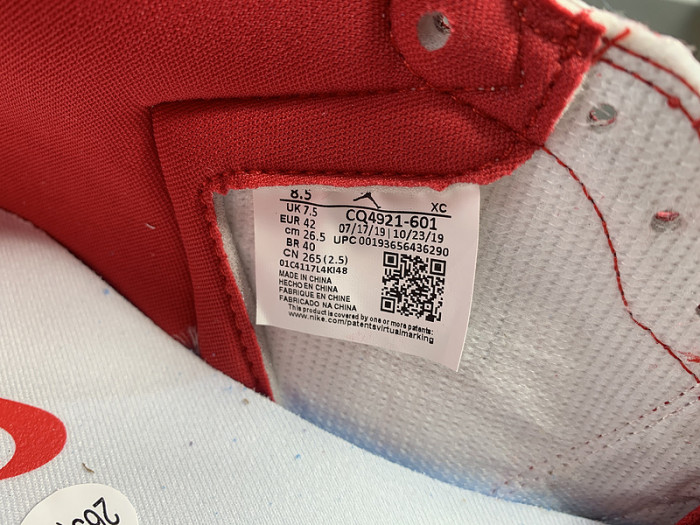 8.5 XC
UK 7.5 CQ4921-601
EUR 42 07/17/19 | 10/23/19
cm 26.5 UPC 00193656436290
BR 40
CN 265 (2.5)
01C4117L4KI48
MADE IN CHINA
HECHO EN CHINA
FABRIQUE EN CHINE
FABRICADO NA CHINA
This product is covered by one or more patents:
www.nike.com/patentsvirtualmarking